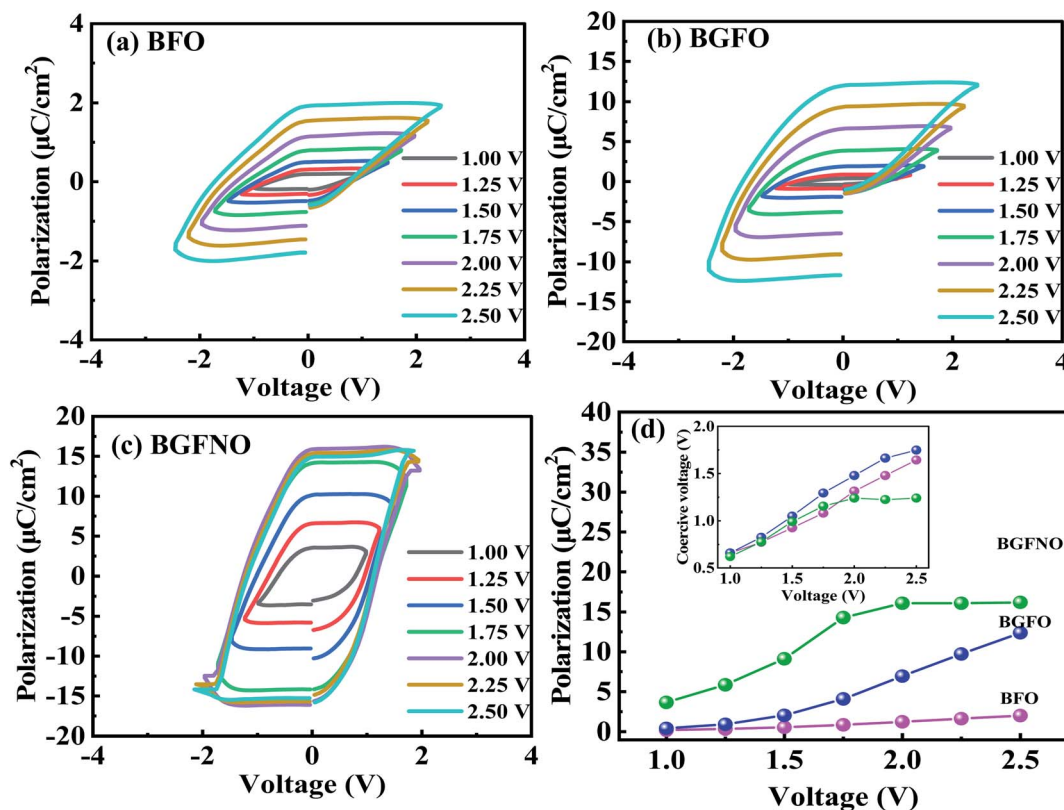 (a) BFO
Polarization (μC/cm²)
4
2
0
-2
-4
-4
-2
0
2
4
Voltage (V)
1.00 V
1.25 V
1.50 V
1.75 V
2.00 V
2.25 V
2.50 V
(b) BGFO
Polarization (μC/cm²)
20
15
10
5
0
-5
-10
-15
-20
-4
-2
0
2
4
Voltage (V)
1.00 V
1.25 V
1.50 V
1.75 V
2.00 V
2.25 V
2.50 V
(c) BGFNO
Polarization (μC/cm²)
20
15
10
5
0
-5
-10
-15
-20
-4
-2
0
2
4
Voltage (V)
1.00 V
1.25 V
1.50 V
1.75 V
2.00 V
2.25 V
2.50 V
(d)
Polarization (μC/cm²)
40
35
30
25
20
15
10
5
0
1.0
1.5
2.0
2.5
Voltage (V)
Coercive voltage (V)
2.0
1.5
1.0
0.5
1.0
1.5
2.0
2.5
Voltage (V)
BGFNO
BGFO
BFO